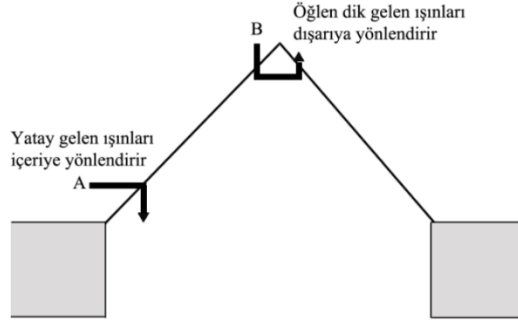 B
Öğlen dik gelen ışınları
dışarıya yönlendirir
Yatay gelen ışınları
içeriye yönlendirir
A